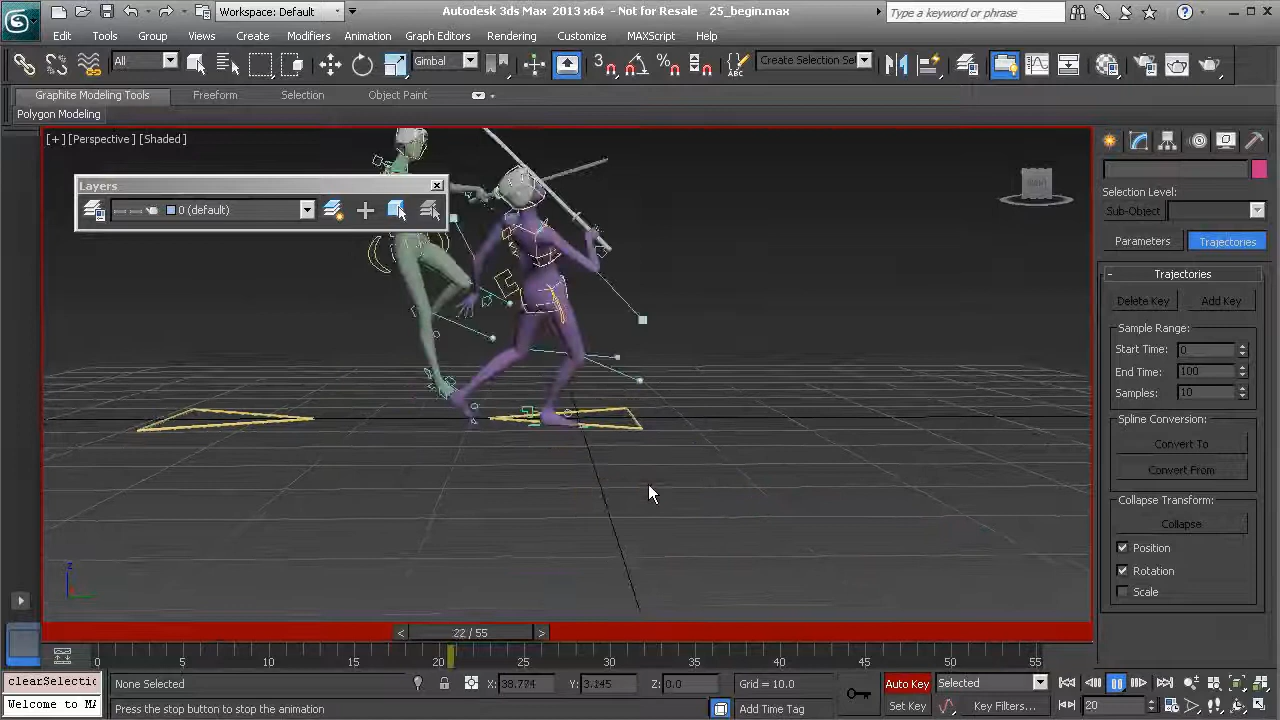 Workspace: Default
Autodesk 3ds Max 2013 x64 - Not for Resale 25_begin.max
Type a keyword or phrase
Edit Tools Group Views Create Modifiers Animation Graph Editors Rendering Customize MAXScript Help
All
Gimbal
Create Selection Se
Graphite Modeling Tools Freeform Selection Object Paint
Polygon Modeling
[+] [Perspective] [Shaded]
Layers
0 (default)
Selection Level:
Sub-Object
Parameters Trajectories
- Trajectories
Delete Key Add Key
Sample Range:
Start Time: 0
End Time: 100
Samples: 10
Spline Conversion:
Convert To
Convert From
Collapse Transform:
Collapse
Position
Rotation
Scale
z
< 22 / 55 >
0 5 10 15 20 25 30 35 40 45 50 55
clearSelectio
None Selected
X: 38.774 Y: 3.145 Z: 0.0
Grid = 10.0
Auto Key
Selected
Welcome to MA
Press the stop button to stop the animation
Add Time Tag
Set Key
Key Filters...
20